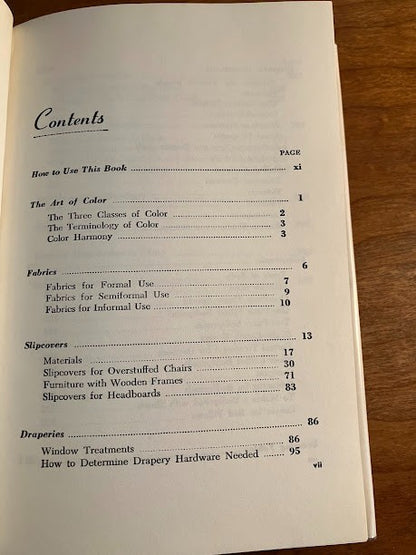 Contents
PAGE
How to Use This Book xi
The Art of Color 1
The Three Classes of Color 2
The Terminology of Color 3
Color Harmony 3
Fabrics 6
Fabrics for Formal Use 7
Fabrics for Semiformal Use 9
Fabrics for Informal Use 10
Slipcovers 13
Materials 17
Slipcovers for Overstuffed Chairs 30
Furniture with Wooden Frames 71
Slipcovers for Headboards 83
Draperies 86
Window Treatments 86
How to Determine Drapery Hardware Needed 95
vii